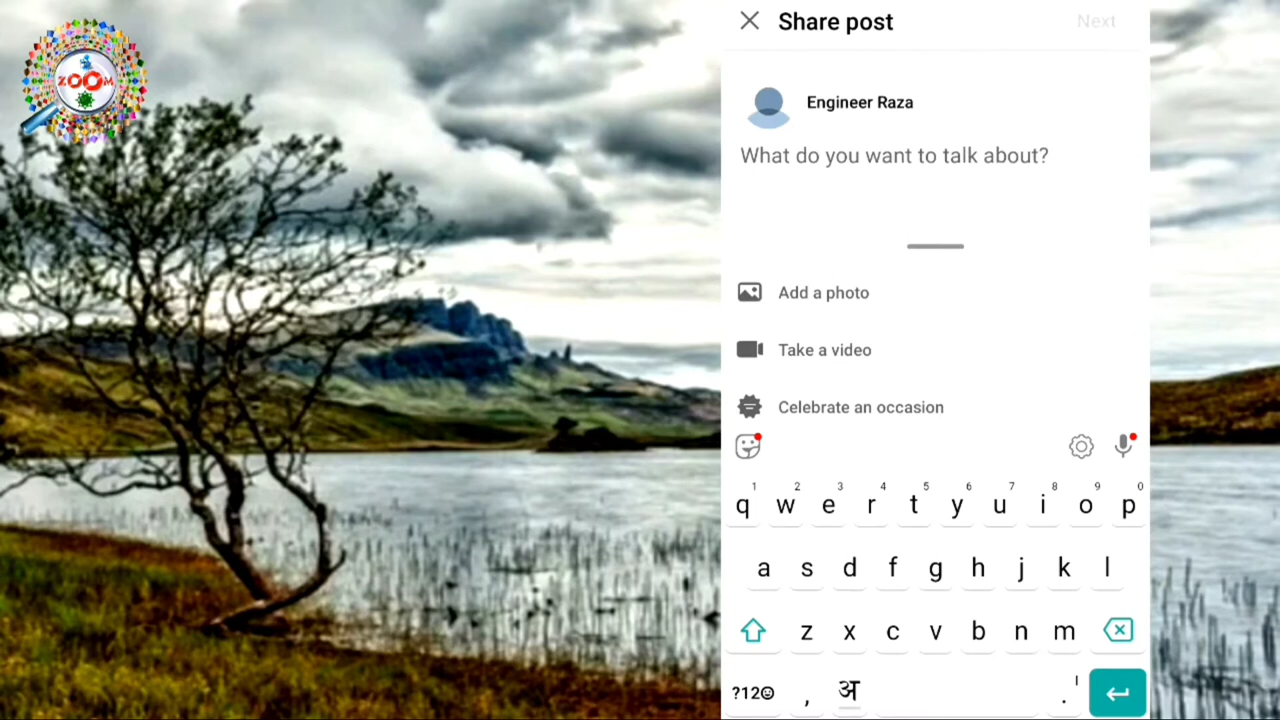 ZOOM
Share post
Next
Engineer Raza
What do you want to talk about?
Add a photo
Take a video
Celebrate an occasion
1 2 3 4 5 6 7 8 9 0
q w e r t y u i o p
a s d f g h j k l
z x c v b n m
?12 , अ . !